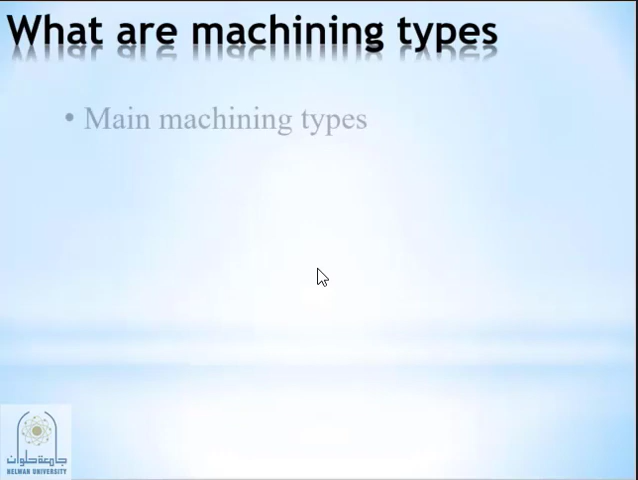 What are machining types
• Main machining types
جامعة حلوان
HELWAN UNIVERSITY